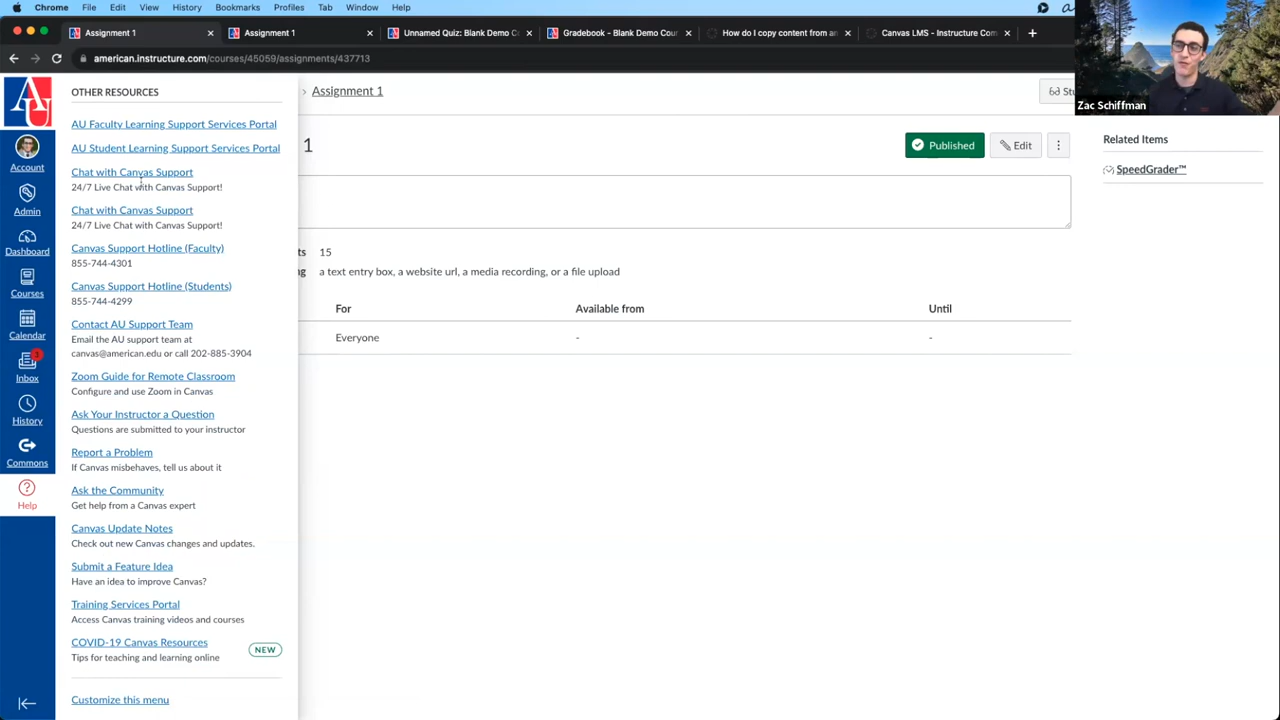 Chrome File Edit View History Bookmarks Profiles Tab Window Help
Assignment 1
Assignment 1
Unnamed Quiz: Blank Demo C
Gradebook - Blank Demo Cour
How do I copy content from an
Canvas LMS - Instructure Com
american.instructure.com/courses/45059/assignments/437713
Zac Schiffman
AU
Account
Admin
Dashboard
Courses
Calendar
Inbox
History
Commons
Help
OTHER RESOURCES
AU Faculty Learning Support Services Portal
AU Student Learning Support Services Portal
Chat with Canvas Support
24/7 Live Chat with Canvas Support!
Chat with Canvas Support
24/7 Live Chat with Canvas Support!
Canvas Support Hotline (Faculty)
855-744-4301
Canvas Support Hotline (Students)
855-744-4299
Contact AU Support Team
Email the AU support team at
canvas@american.edu or call 202-885-3904
Zoom Guide for Remote Classroom
Configure and use Zoom in Canvas
Ask Your Instructor a Question
Questions are submitted to your instructor
Report a Problem
If Canvas misbehaves, tell us about it
Ask the Community
Get help from a Canvas expert
Canvas Update Notes
Check out new Canvas changes and updates.
Submit a Feature Idea
Have an idea to improve Canvas?
Training Services Portal
Access Canvas training videos and courses
COVID-19 Canvas Resources
NEW
Tips for teaching and learning online
Customize this menu
› Assignment 1
Stu
1
Published
Edit
ts 15
ng a text entry box, a website url, a media recording, or a file upload
For Available from Until
Everyone - -
Related Items
SpeedGrader™